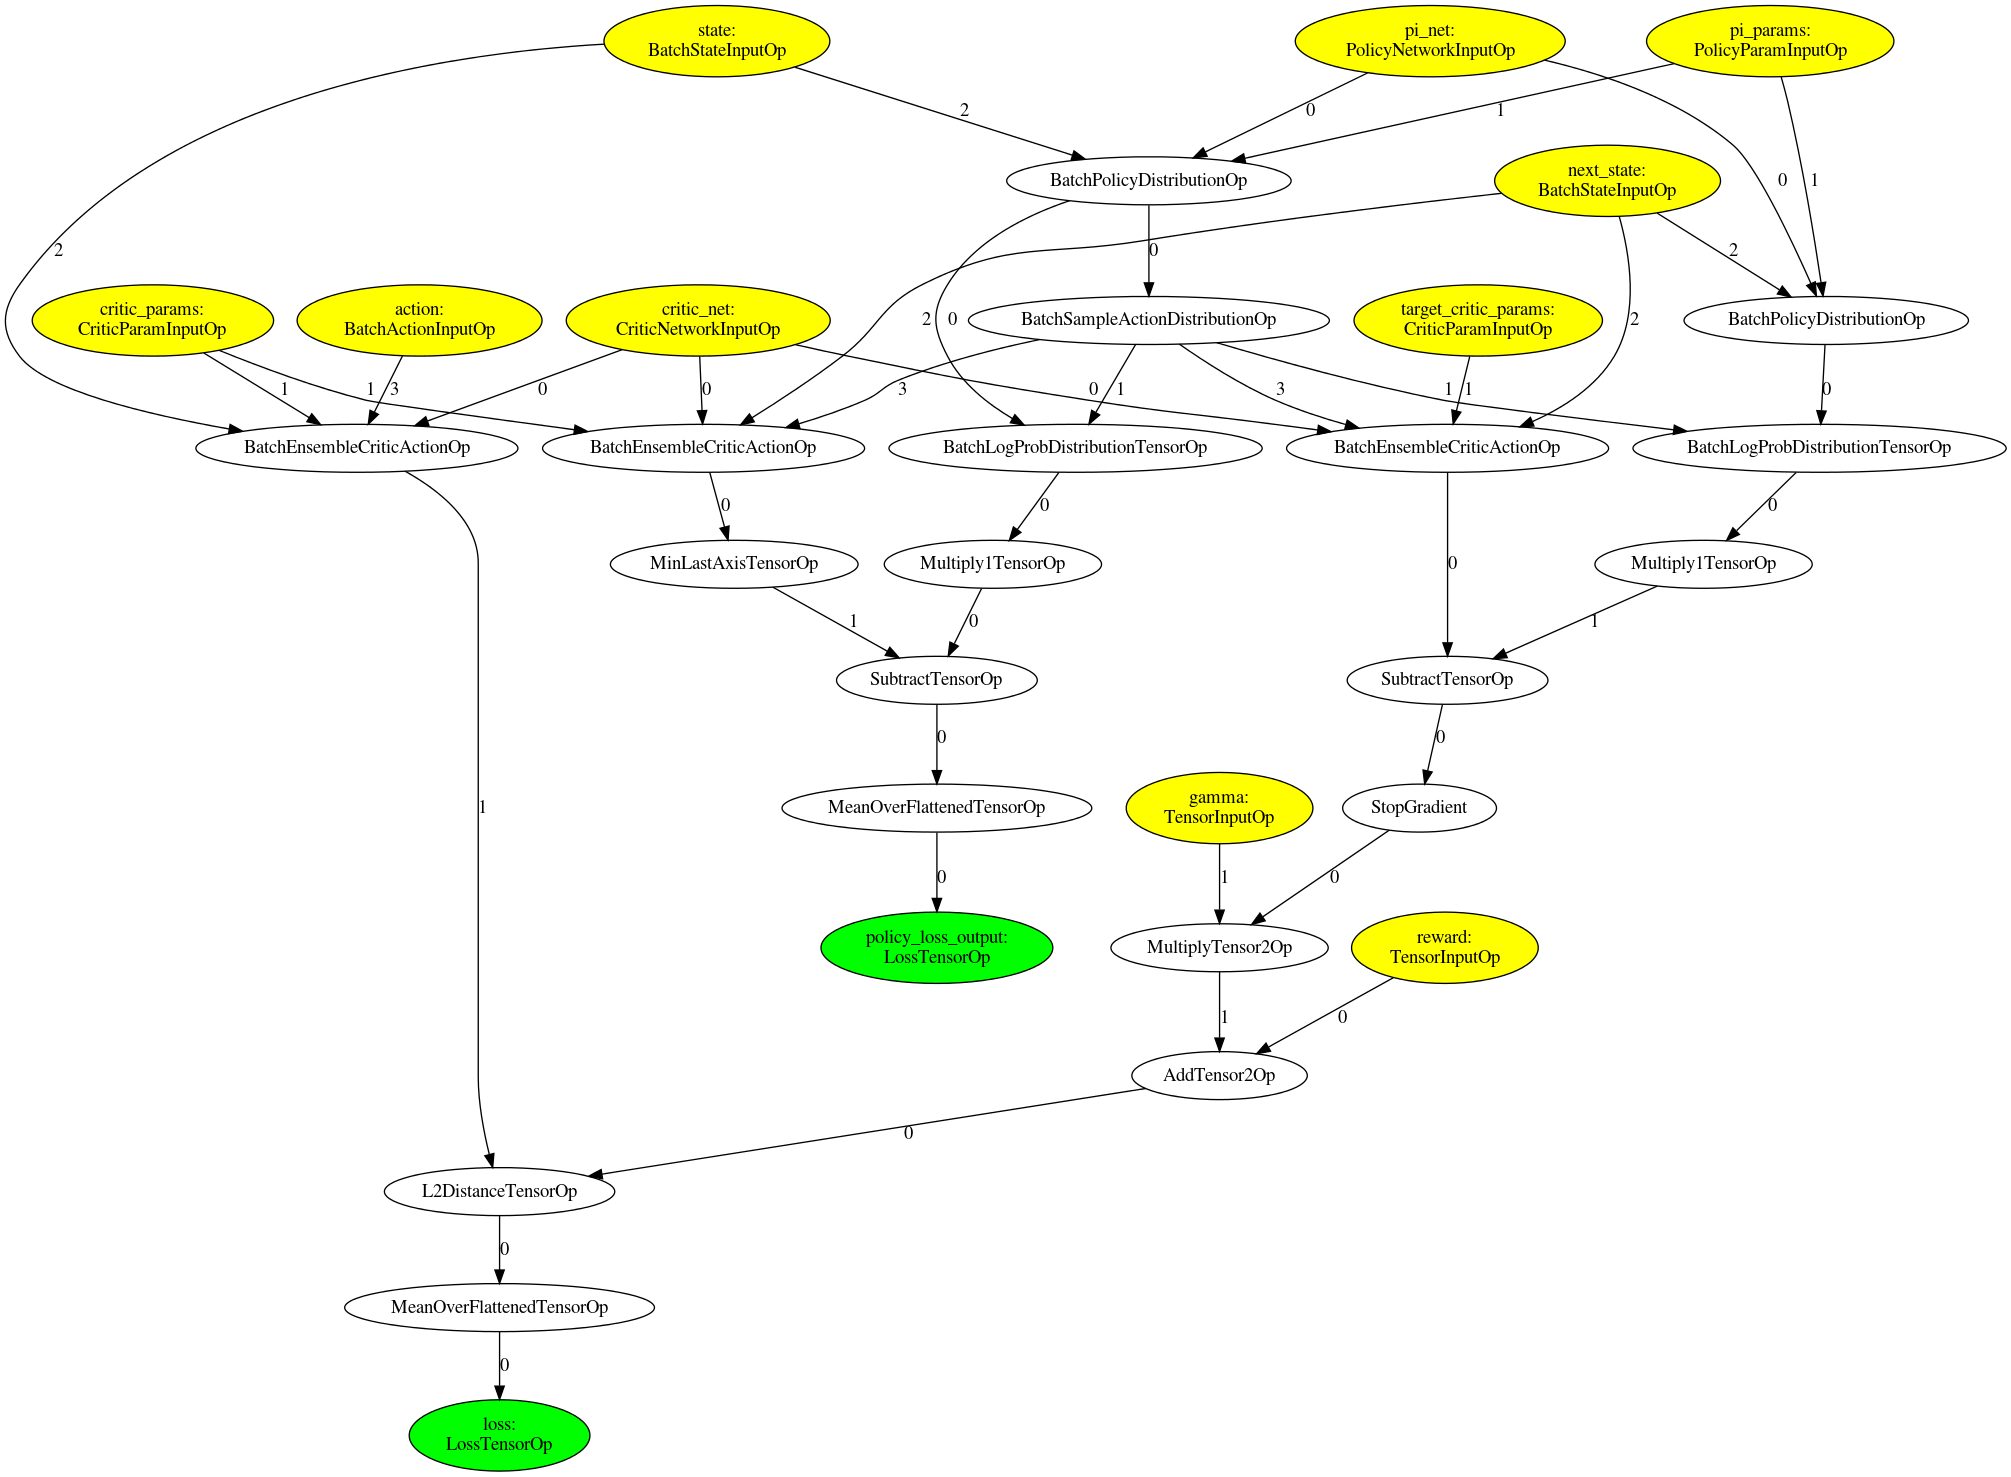 state:
BatchStateInputOp
pi_net:
PolicyNetworkInputOp
pi_params:
PolicyParamInputOp
2
0
1
BatchPolicyDistributionOp
next_state:
BatchStateInputOp
0
1
2
0
2
critic_params:
CriticParamInputOp
action:
BatchActionInputOp
critic_net:
CriticNetworkInputOp
2
0
BatchSampleActionDistributionOp
target_critic_params:
CriticParamInputOp
2
BatchPolicyDistributionOp
1
1
3
0
0
3
0
1
3
1
1
0
BatchEnsembleCriticActionOp
BatchEnsembleCriticActionOp
BatchLogProbDistributionTensorOp
BatchEnsembleCriticActionOp
BatchLogProbDistributionTensorOp
0
0
0
MinLastAxisTensorOp
Multiply1TensorOp
0
Multiply1TensorOp
1
0
1
SubtractTensorOp
SubtractTensorOp
0
0
1
MeanOverFlattenedTensorOp
gamma:
TensorInputOp
StopGradient
0
1
0
policy_loss_output:
LossTensorOp
MultiplyTensor2Op
reward:
TensorInputOp
1
0
AddTensor2Op
0
L2DistanceTensorOp
0
MeanOverFlattenedTensorOp
0
loss:
LossTensorOp